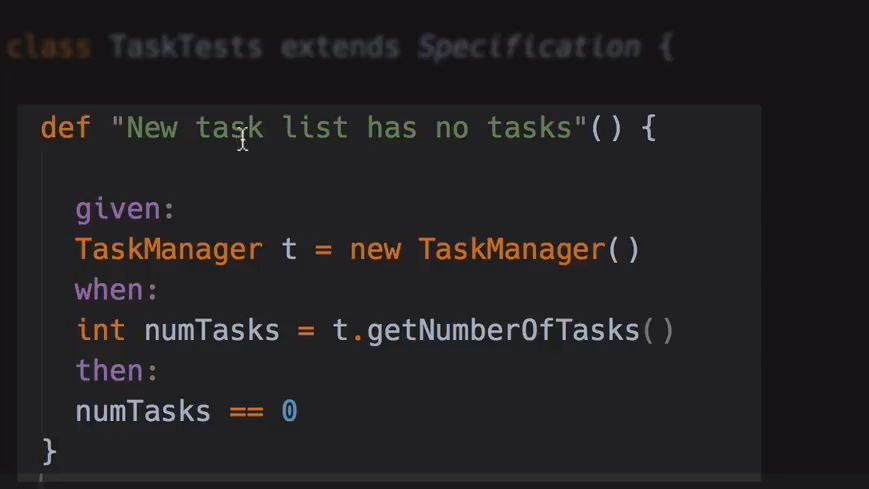 class TaskTests extends Specification {
def "New task list has no tasks"() {
given:
TaskManager t = new TaskManager()
when:
int numTasks = t.getNumberOfTasks()
then:
numTasks == 0
}